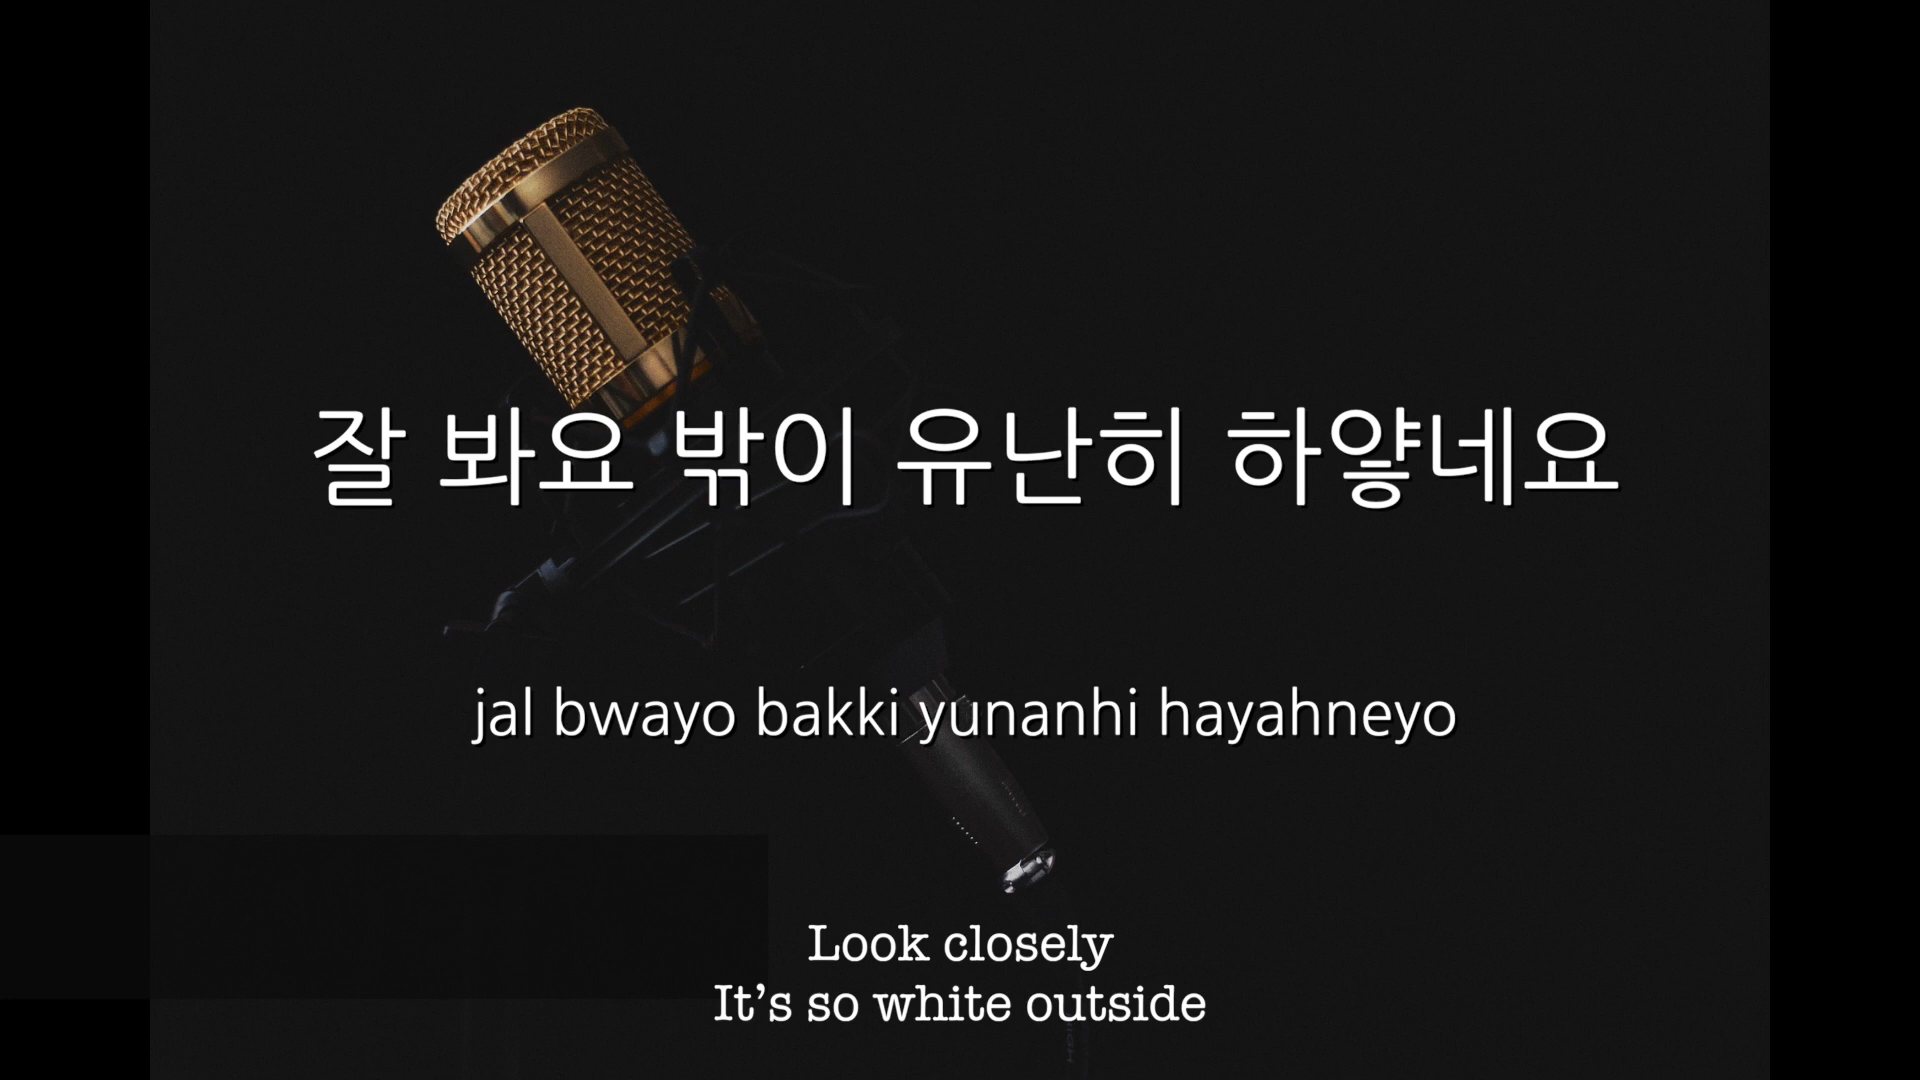 잘 봐요 밖이 유난히 하얗네요
jal bwayo bakki yunanhi hayahneyo
Look closely
It’s so white outside